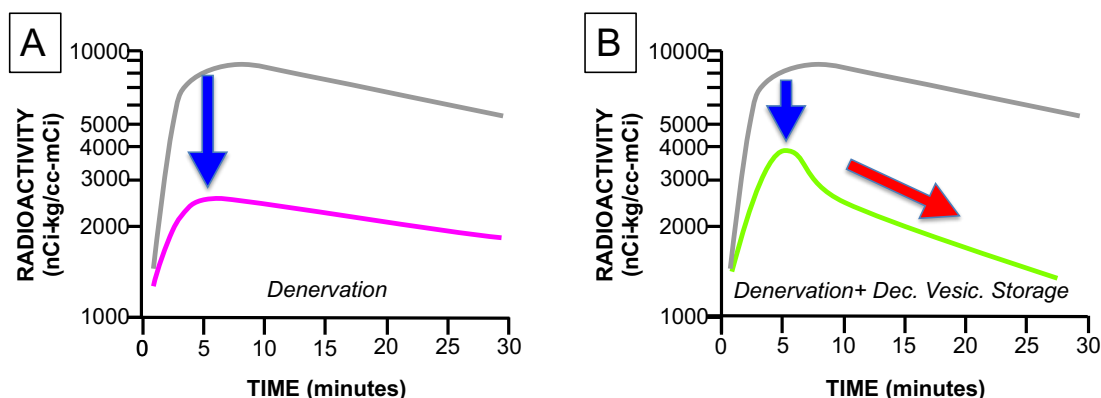 A
10000
5000
4000
3000
2000
1000
RADIOACTIVITY
(nCi-kg/cc-mCi)
Denervation
0 5 10 15 20 25 30
TIME (minutes)
B
10000
5000
4000
3000
2000
1000
RADIOACTIVITY
(nCi-kg/cc-mCi)
Denervation+ Dec. Vesic. Storage
0 5 10 15 20 25 30
TIME (minutes)